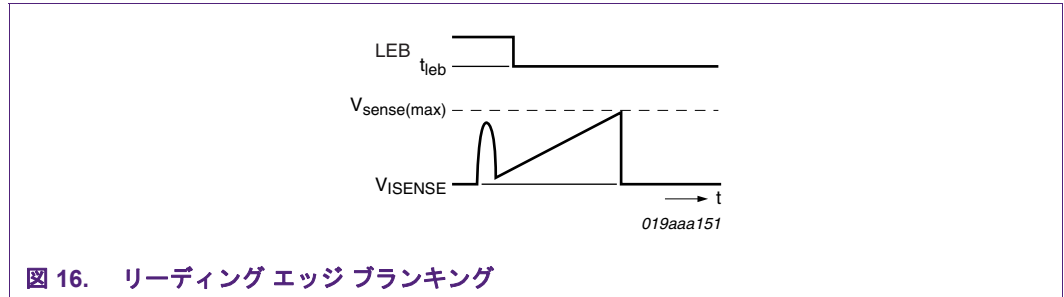 LEB
tleb
Vsense(max)
VISENSE
t
019aaa151
図 16. リーディング エッジ ブランキング